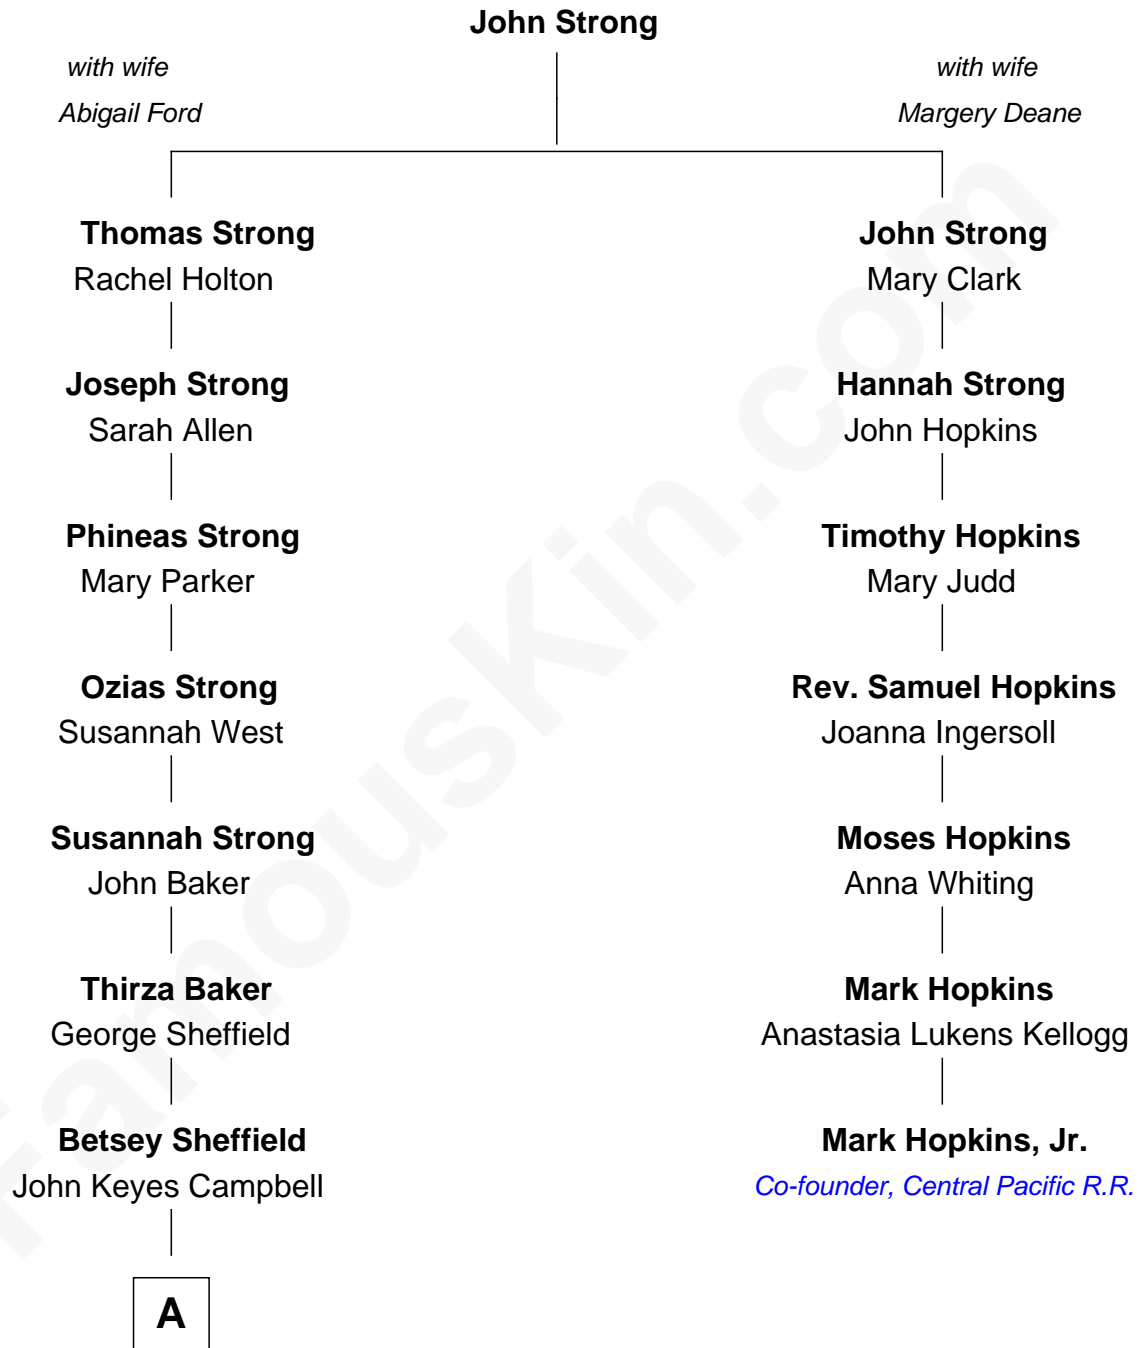 John Strong
with wife
Abigail Ford
with wife
Margery Deane
Thomas Strong
Rachel Holton
Joseph Strong
Sarah Allen
Phineas Strong
Mary Parker
Ozias Strong
Susannah West
Susannah Strong
John Baker
Thirza Baker
George Sheffield
Betsey Sheffield
John Keyes Campbell
A
John Strong
Mary Clark
Hannah Strong
John Hopkins
Timothy Hopkins
Mary Judd
Rev. Samuel Hopkins
Joanna Ingersoll
Moses Hopkins
Anna Whiting
Mark Hopkins
Anastasia Lukens Kellogg
Mark Hopkins, Jr.
Co-founder, Central Pacific R.R.
FamousKin.com